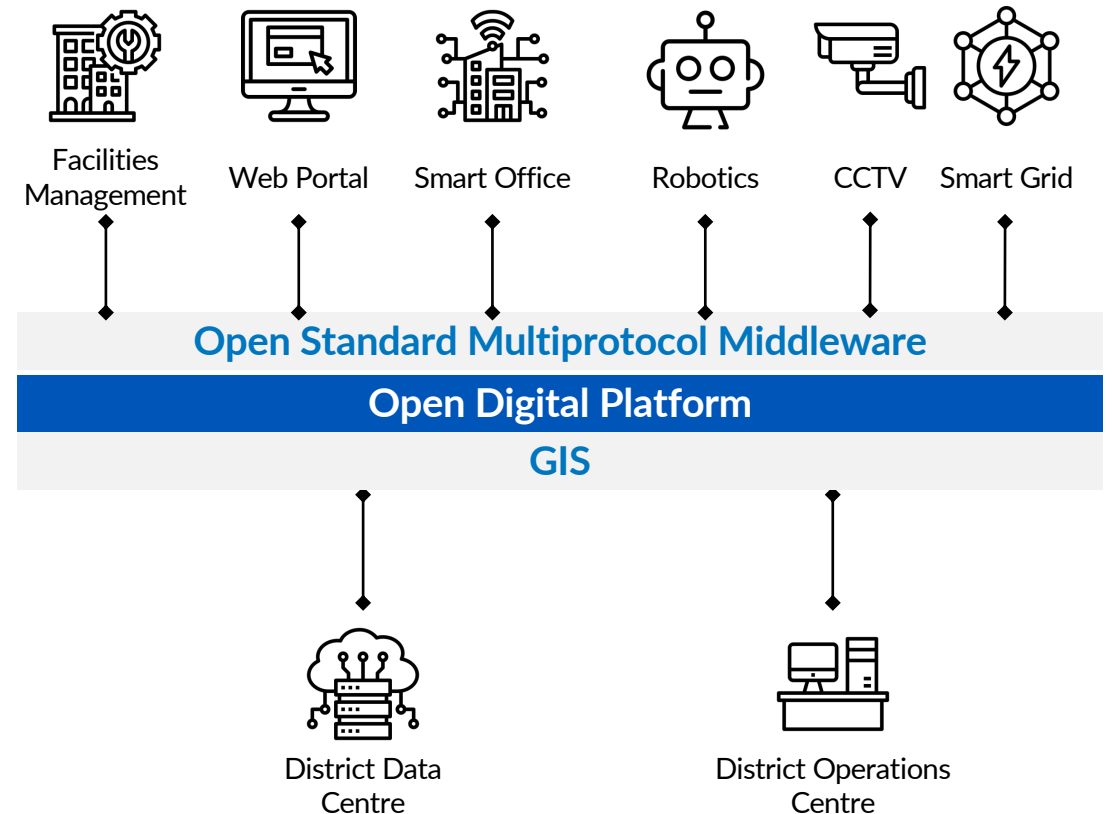 Facilities
Management
Web Portal
Smart Office
Robotics
CCTV
Smart Grid
Open Standard Multiprotocol Middleware
Open Digital Platform
GIS
District Data
Centre
District Operations
Centre